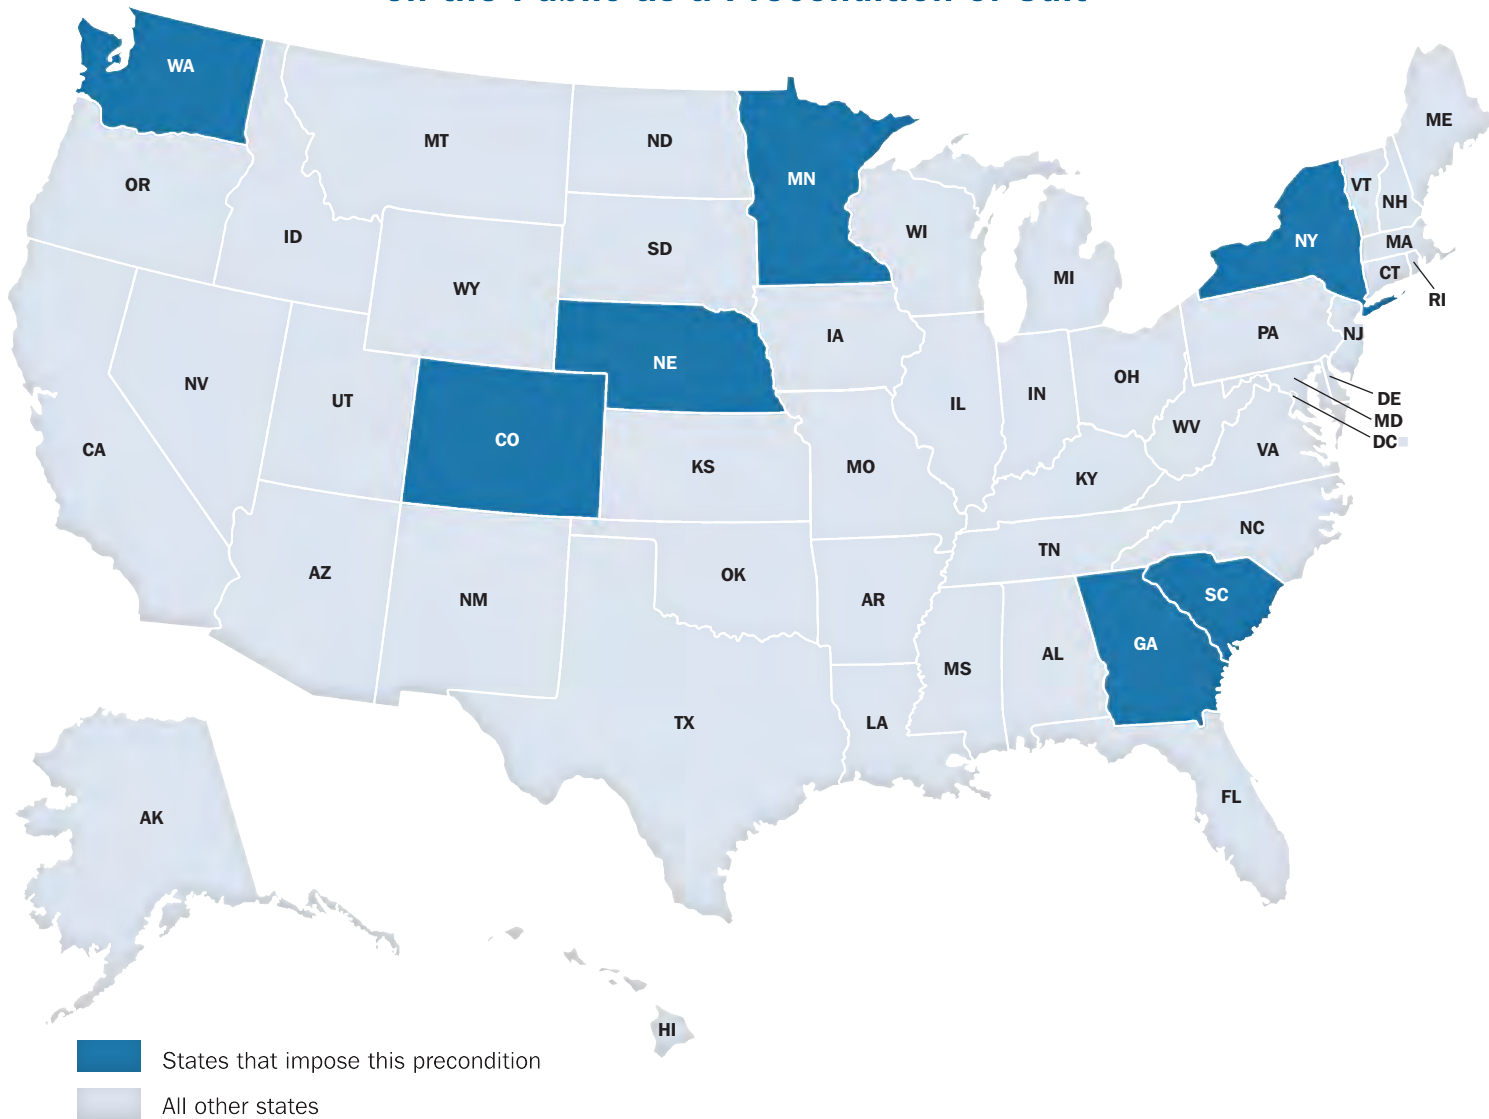 WA
MT
ND
ME
OR
MN
VT
NH
ID
WI
NY
MA
SD
CT
MI
WY
RI
IA
PA
NJ
NE
OH
NV
UT
IL
IN
DE
MD
WV
CO
DC
CA
VA
KS
MO
KY
NC
TN
AZ
OK
NM
AR
SC
GA
AL
MS
TX
LA
FL
AK
HI
States that impose this precondition
All other states